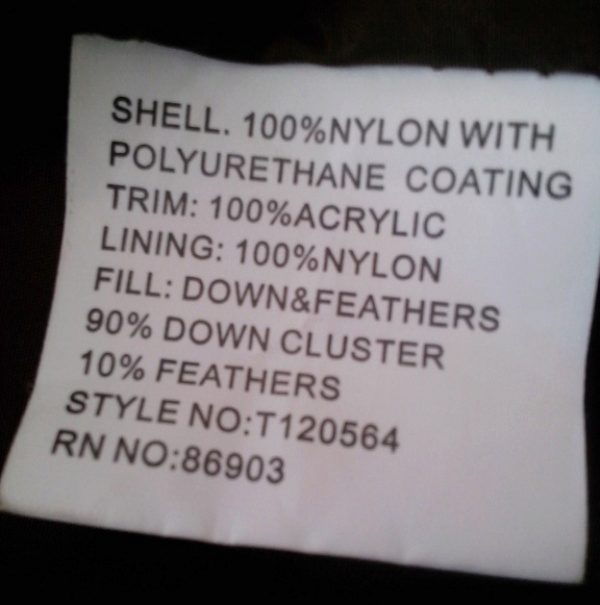 SHELL. 100%NYLON WITH
POLYURETHANE COATING
TRIM: 100%ACRYLIC
LINING: 100%NYLON
FILL: DOWN&FEATHERS
90% DOWN CLUSTER
10% FEATHERS
STYLE NO:T120564
RN NO:86903